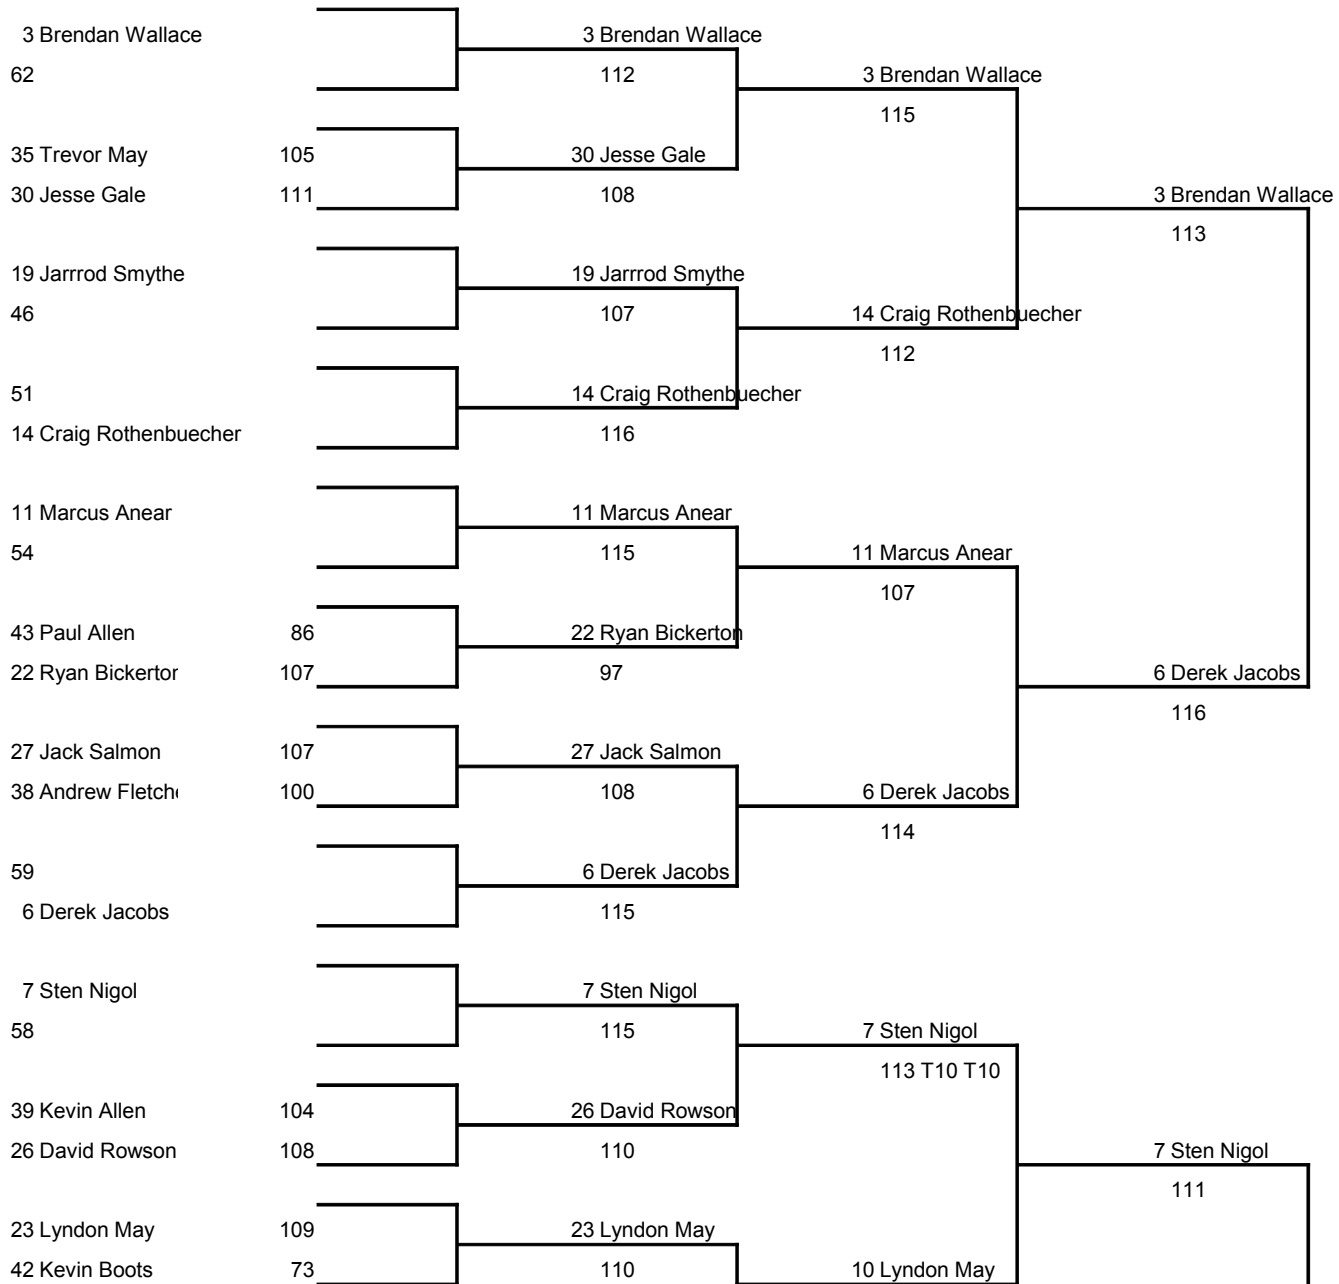 3 Brendan Wallace 3 Brendan Wallace
62 112 3 Brendan Wallace
115
35 Trevor May 105 30 Jesse Gale
30 Jesse Gale 111 108 3 Brendan Wallace
113
19 Jarrrod Smythe 19 Jarrrod Smythe
46 107 14 Craig Rothenbuecher
112
51 14 Craig Rothenbuecher
14 Craig Rothenbuecher 116
11 Marcus Anear 11 Marcus Anear
54 115 11 Marcus Anear
107
43 Paul Allen 86 22 Ryan Bickerton
22 Ryan Bickertor 107 97 6 Derek Jacobs
116
27 Jack Salmon 107 27 Jack Salmon
38 Andrew Fletch 100 108 6 Derek Jacobs
114
59 6 Derek Jacobs
6 Derek Jacobs 115
7 Sten Nigol 7 Sten Nigol
58 115 7 Sten Nigol
113 T10 T10
39 Kevin Allen 104 26 David Rowson
26 David Rowson 108 110 7 Sten Nigol
111
23 Lyndon May 109 23 Lyndon May
42 Kevin Boots 73 110 10 Lyndon May